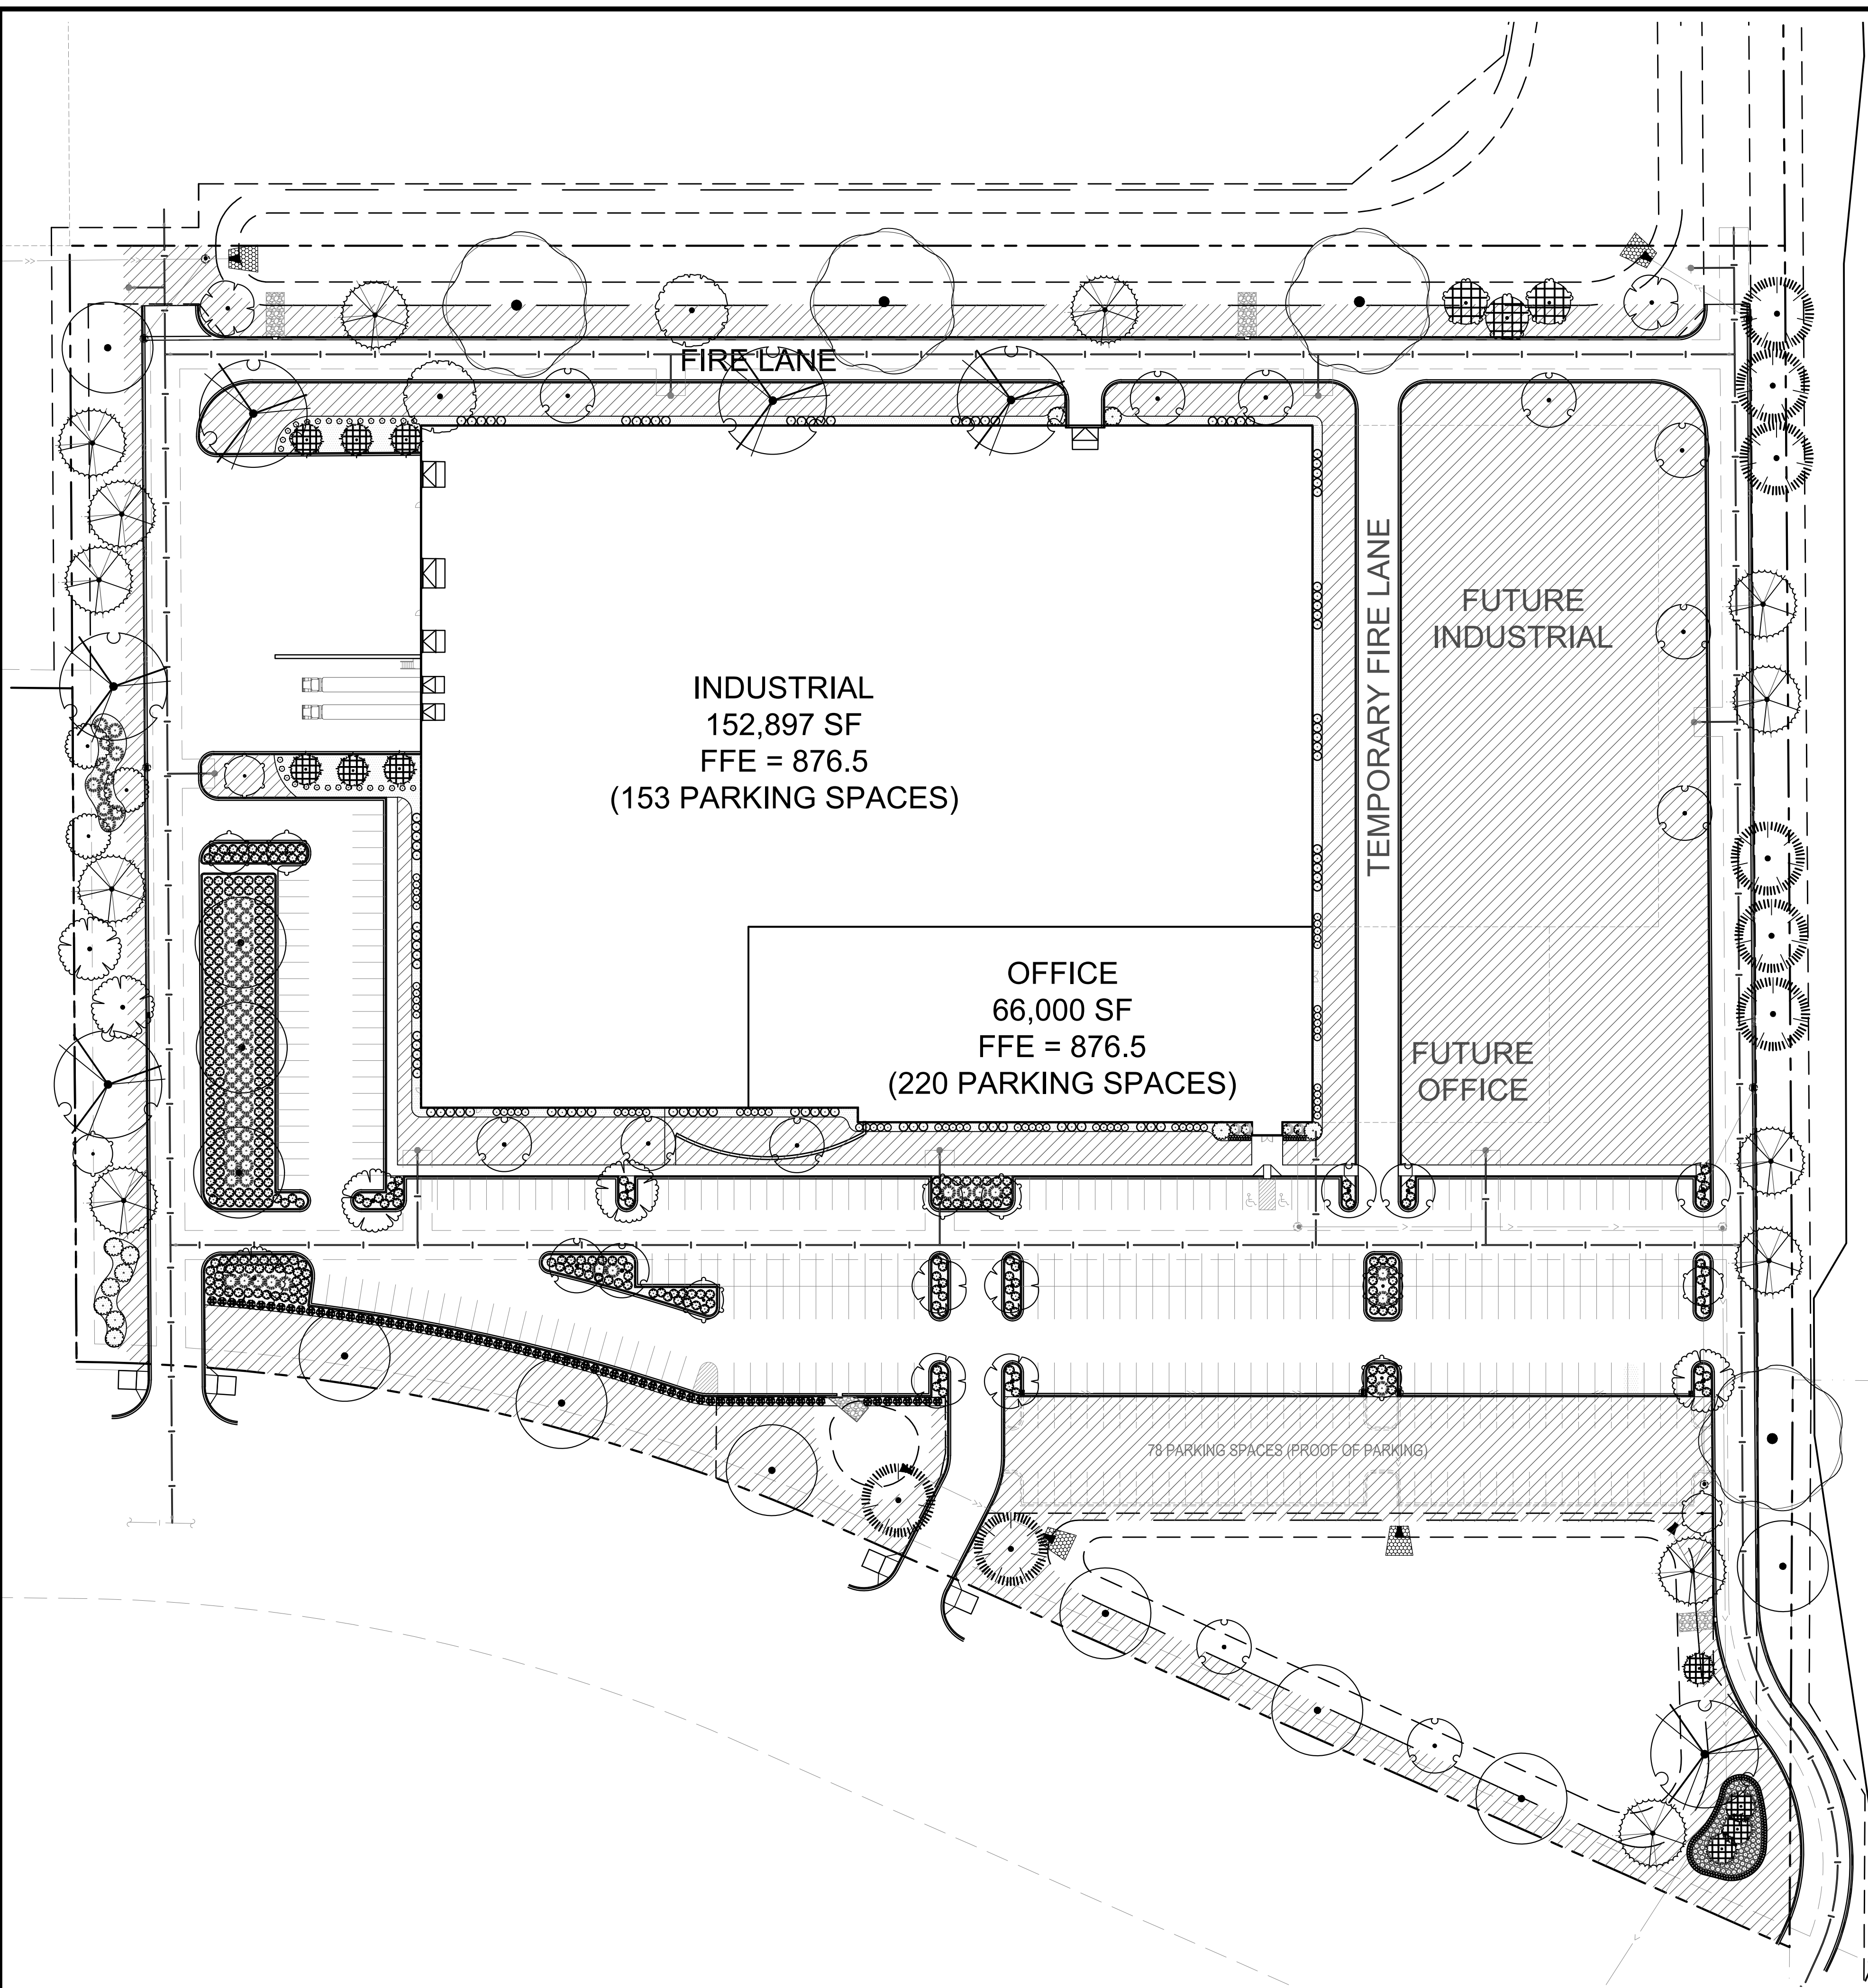 FIRE LANE
TEMPORARY FIRE LANE
FUTURE
INDUSTRIAL
INDUSTRIAL
152,897 SF
FFE = 876.5
(153 PARKING SPACES)
OFFICE
66,000 SF
FFE = 876.5
(220 PARKING SPACES)
FUTURE
OFFICE
78 PARKING SPACES (PROOF OF PARKING)